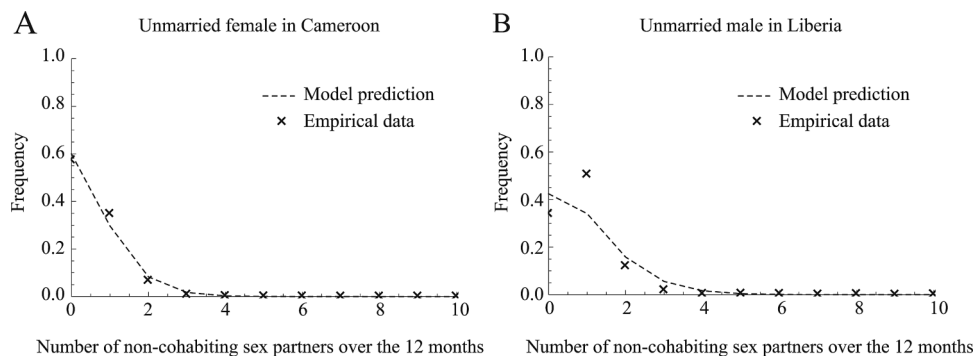 A
Unmarried female in Cameroon
1.0
0.8
0.6
0.4
0.2
0.0
Frequency
Model prediction
Empirical data
0 2 4 6 8 10
Number of non-cohabiting sex partners over the 12 months
B
Unmarried male in Liberia
1.0
0.8
0.6
0.4
0.2
0.0
Frequency
Model prediction
Empirical data
0 2 4 6 8 10
Number of non-cohabiting sex partners over the 12 months